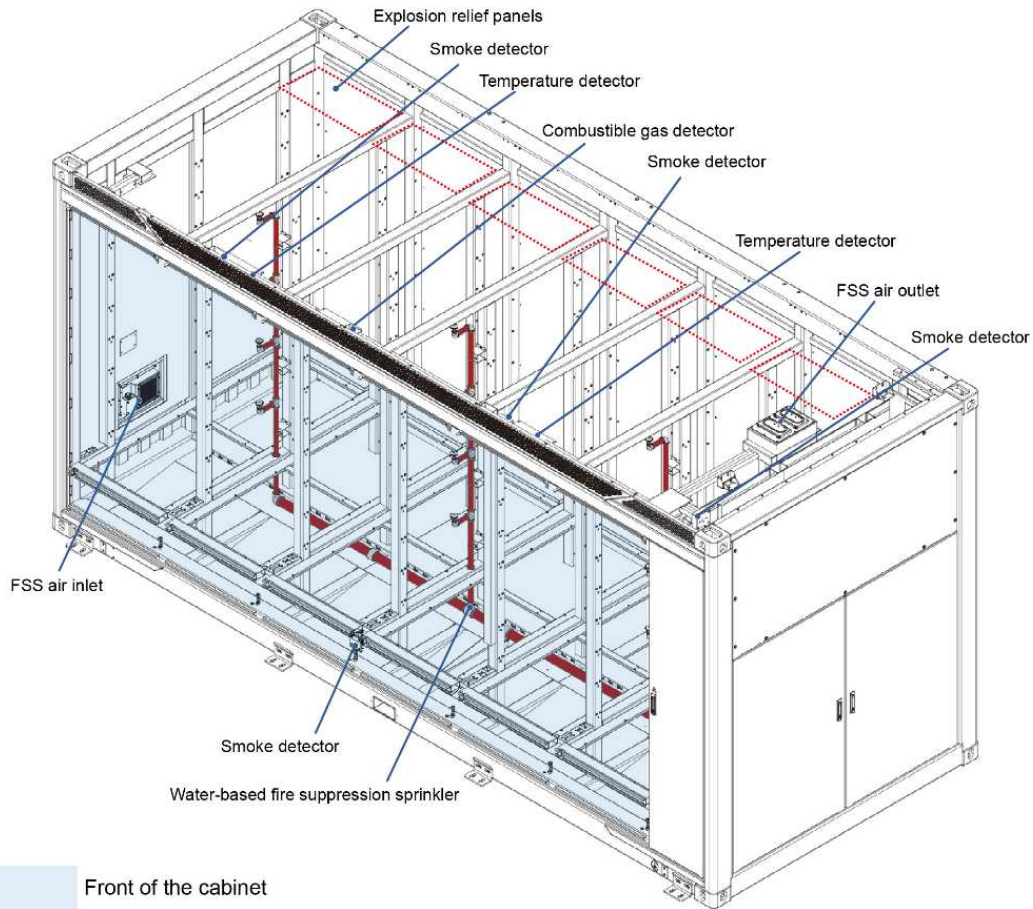 Explosion relief panels
Smoke detector
Temperature detector
Combustible gas detector
Smoke detector
Temperature detector
FSS air outlet
Smoke detector
FSS air inlet
Smoke detector
Water-based fire suppression sprinkler
Front of the cabinet